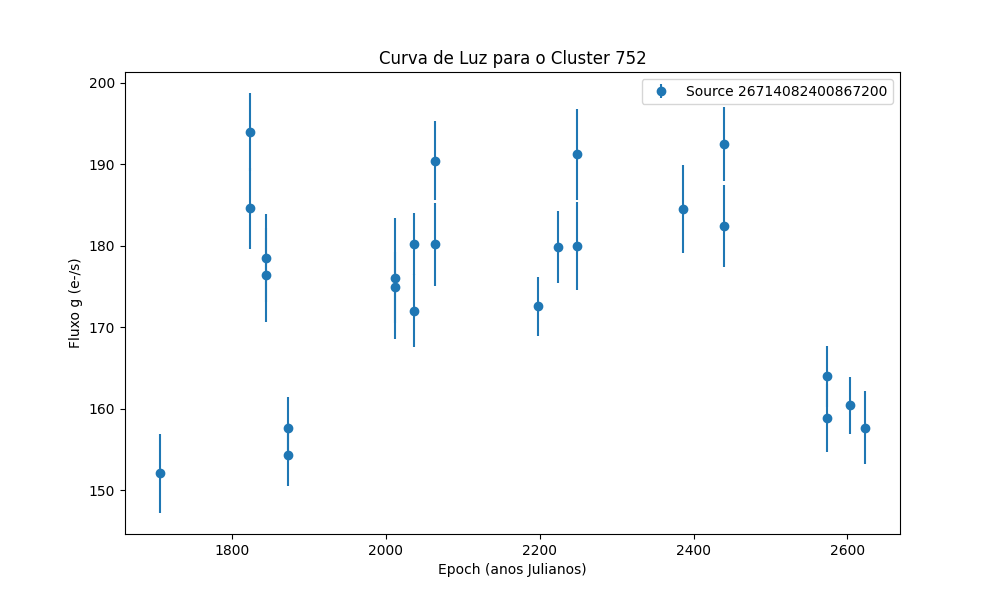 Curva de Luz para o Cluster 752
Source 26714082400867200
Fluxo g (e-/s)
200
190
180
170
160
150
1800
2000
2200
2400
2600
Epoch (anos Julianos)